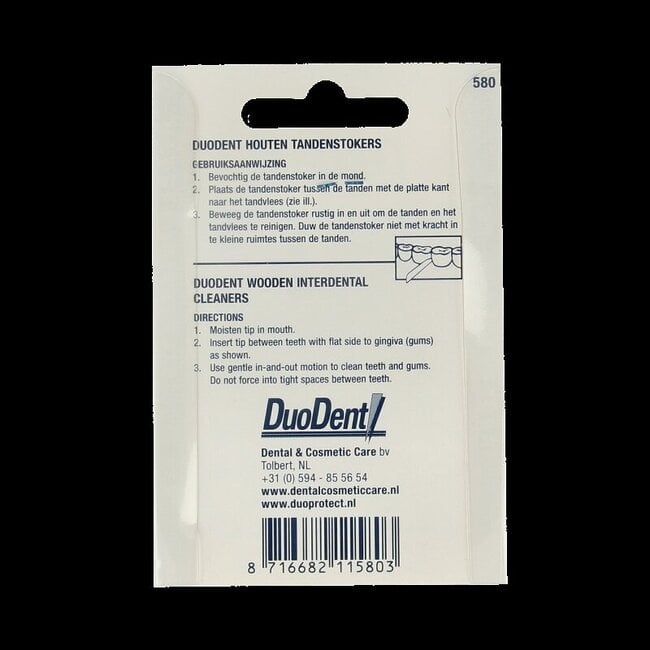 580
DUODENT HOUTEN TANDENSTOKERS
GEBRUIKSAANWIJZING
1. Bevochtig de tandenstoker in de mond.
2. Plaats de tandenstoker tussen de tanden met de platte kant
naar het tandvlees (zie ill.).
3. Beweeg de tandenstoker rustig in en uit om de tanden en het
tandvlees te reinigen. Duw de tandenstoker niet met kracht in
te kleine ruimtes tussen de tanden.
DUODENT WOODEN INTERDENTAL
CLEANERS
DIRECTIONS
1. Moisten tip in mouth.
2. Insert tip between teeth with flat side to gingiva (gums)
as shown.
3. Use gentle in-and-out motion to clean teeth and gums.
Do not force into tight spaces between teeth.
DuoDent
Dental & Cosmetic Care bv
Tolbert, NL
+31 (0) 594 - 85 56 54
www.dentalcosmeticcare.nl
www.duoprotect.nl
8 716682 115803